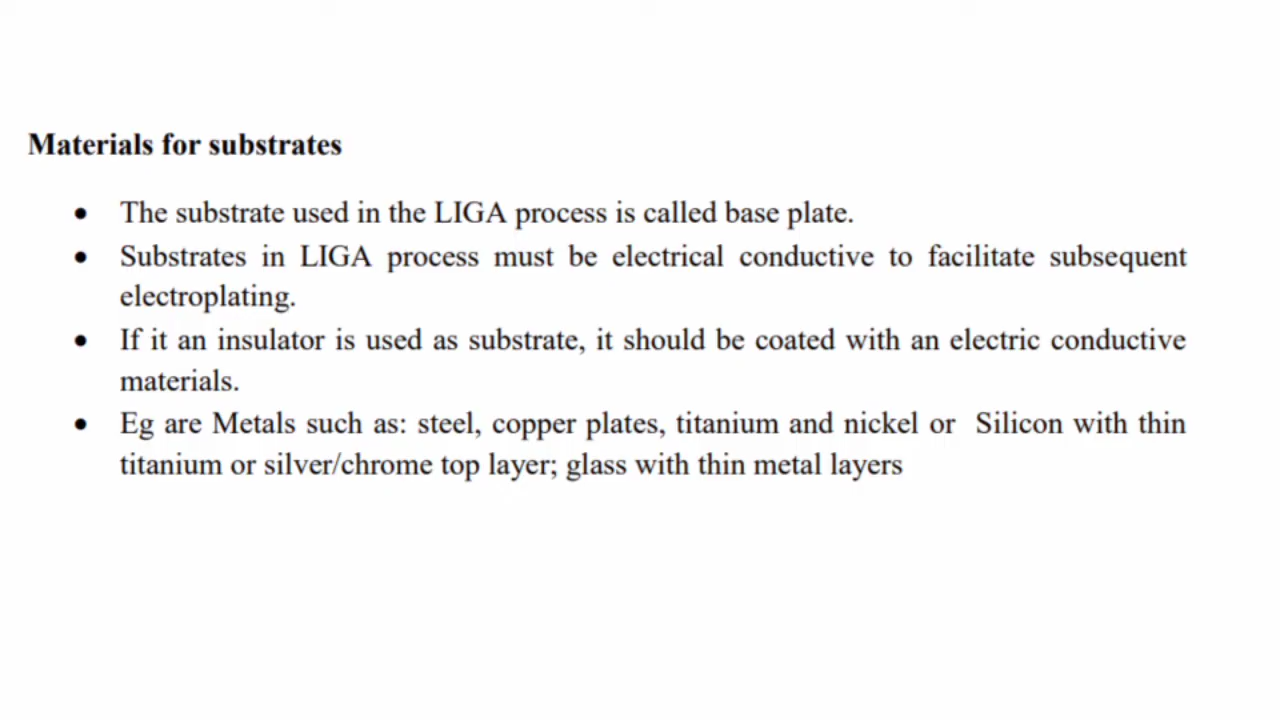 Materials for substrates
• The substrate used in the LIGA process is called base plate.
• Substrates in LIGA process must be electrical conductive to facilitate subsequent
electroplating.
• If it an insulator is used as substrate, it should be coated with an electric conductive
materials.
• Eg are Metals such as: steel, copper plates, titanium and nickel or  Silicon with thin
titanium or silver/chrome top layer; glass with thin metal layers